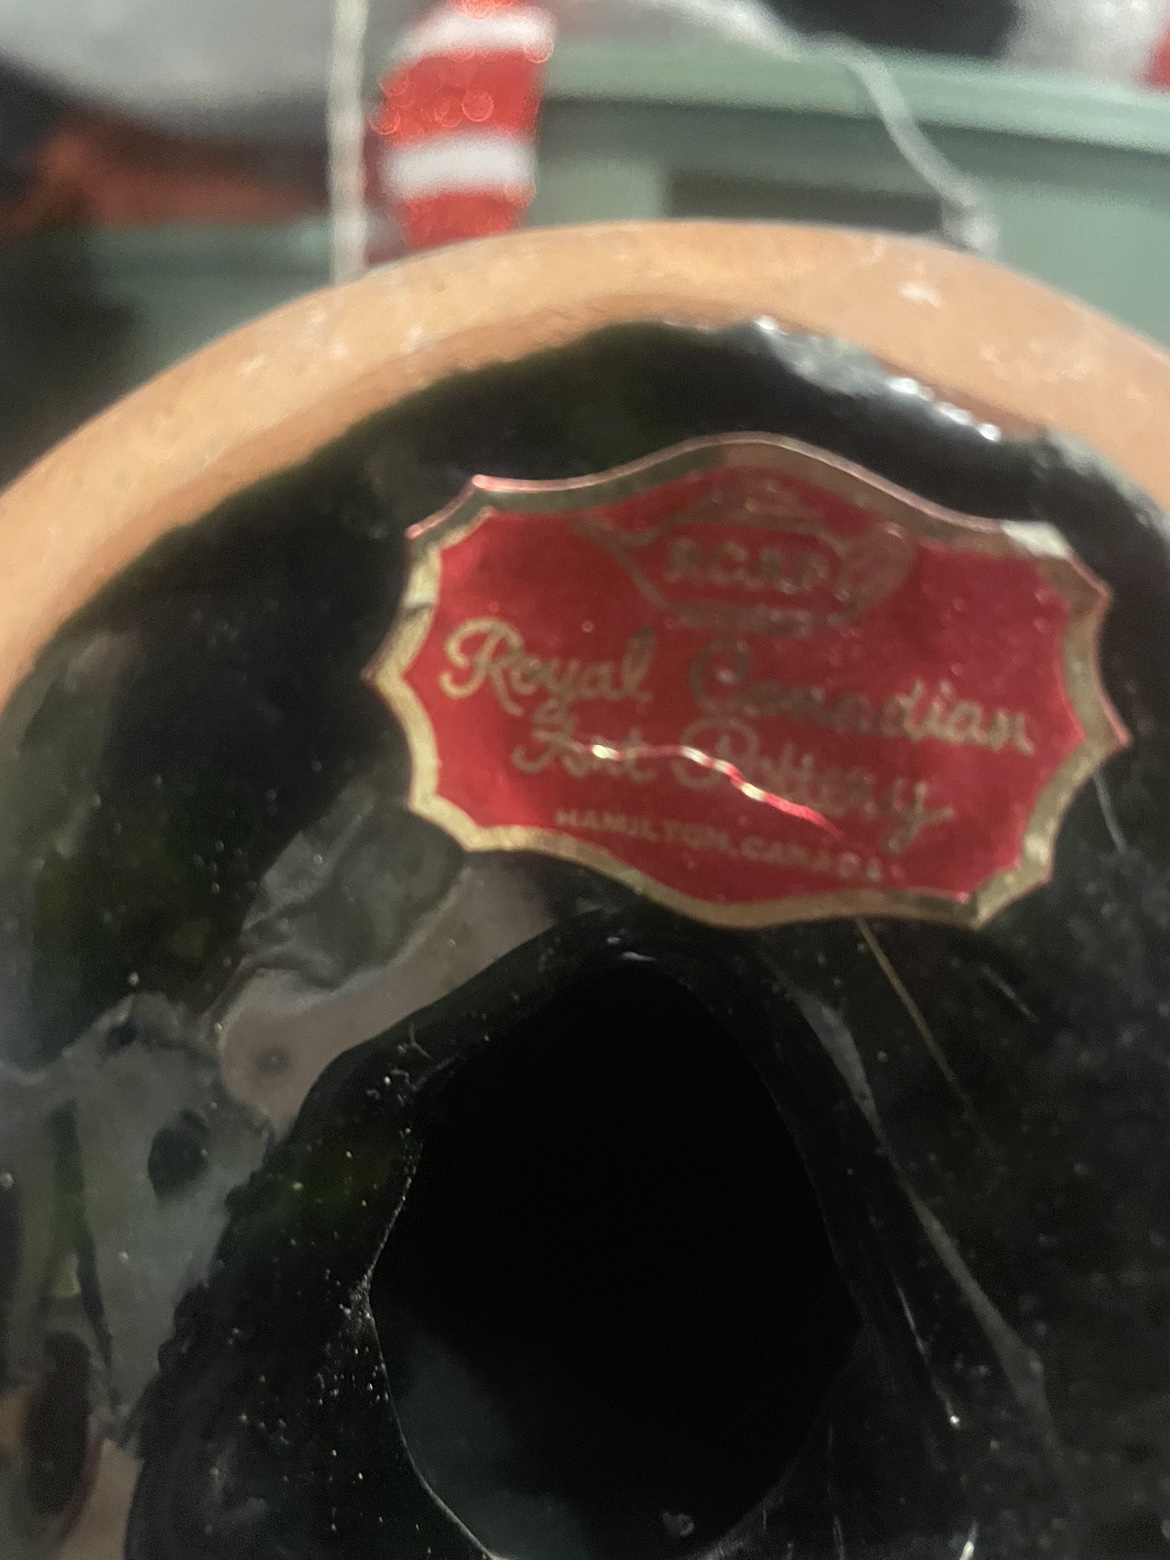 R.C.A.P.
Royal Canadian
Art Pottery
HAMILTON, CANADA